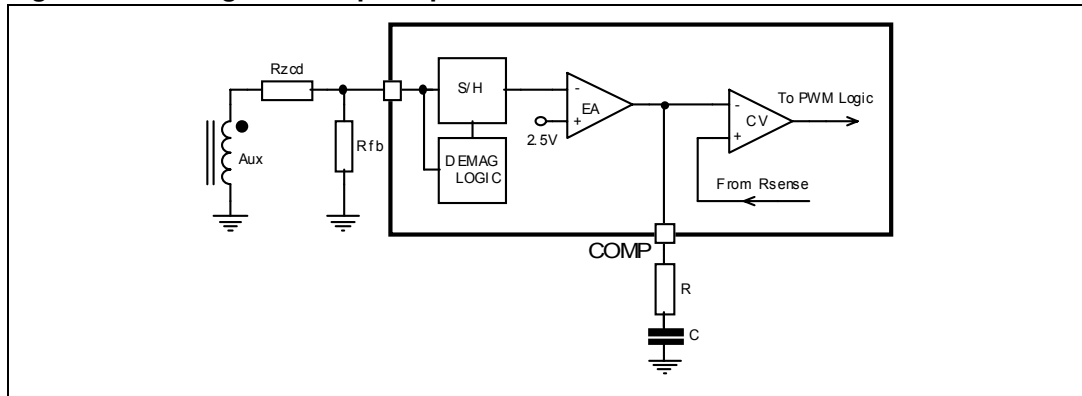 Rzcd
S/H
To PWM Logic
EA
CV
2.5V
Rfb
Aux
DEMAG
LOGIC
From Rsense
COMP
R
C